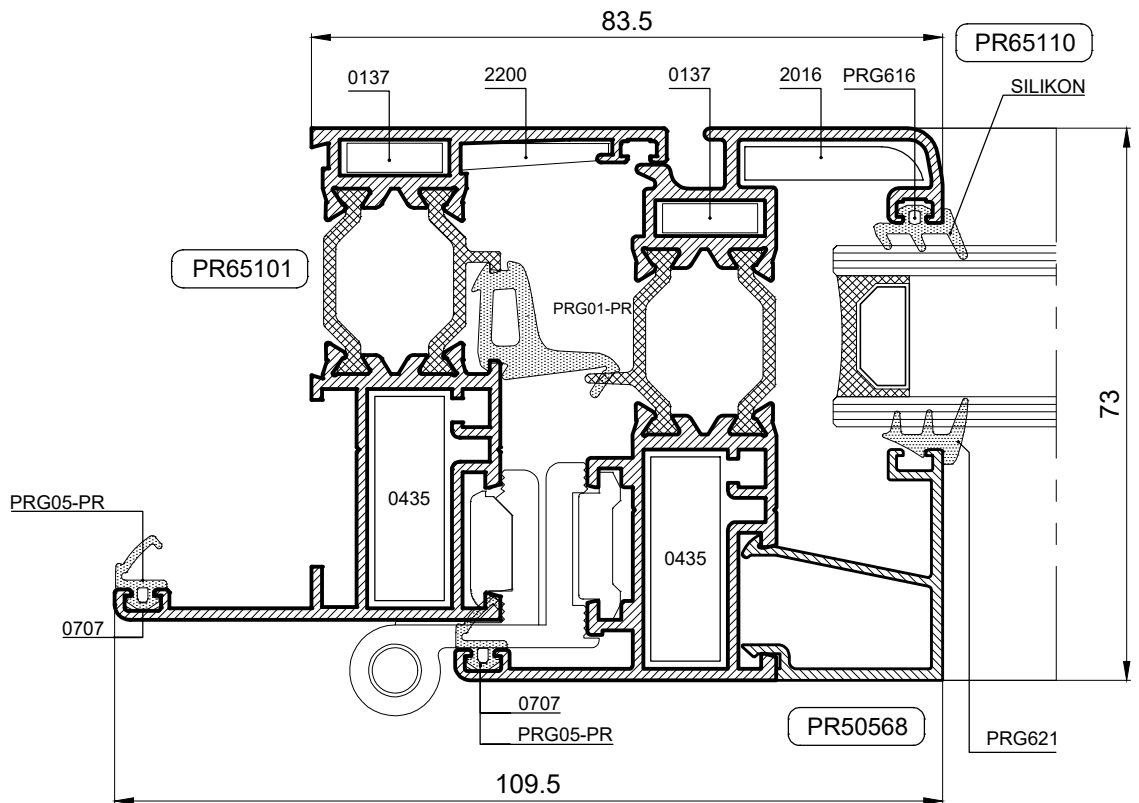 83.5
PR65110
0137
2200
0137
2016
PRG616
SILIKON
PR65101
PRG01-PR
73
PRG05-PR
0435
0435
0707
0707
PRG05-PR
PR50568
PRG621
109.5